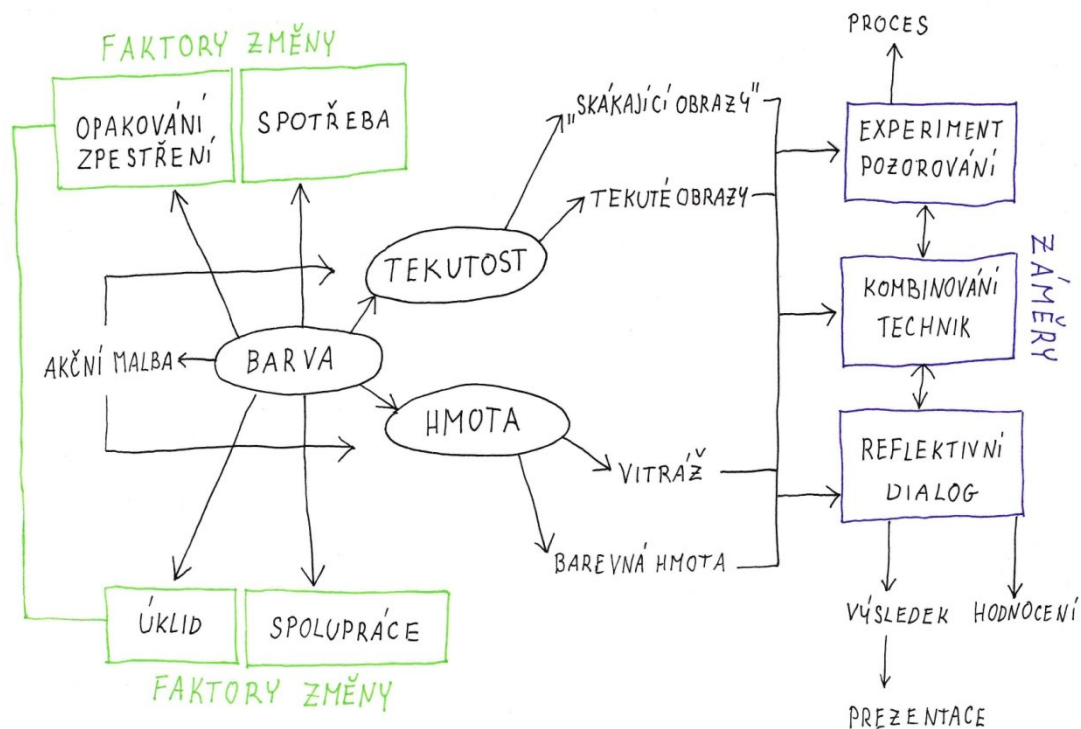 FAKTORY ZMĚNY
OPAKOVÁNÍ
ZPESTŘENÍ
SPOTŘEBA
„SKÁKAJÍCÍ OBRAZY"
TEKUTÉ OBRAZY
TEKUTOST
AKČNÍ MALBA
BARVA
HMOTA
VITRÁŽ
BAREVNÁ HMOTA
ÚKLID
SPOLUPRÁCE
FAKTORY ZMĚNY
PROCES
EXPERIMENT
POZOROVÁNÍ
KOMBINOVÁNÍ
TECHNIK
REFLEKTIVNÍ
DIALOG
ZÁMĚRY
VÝSLEDEK
HODNOCENÍ
PREZENTACE